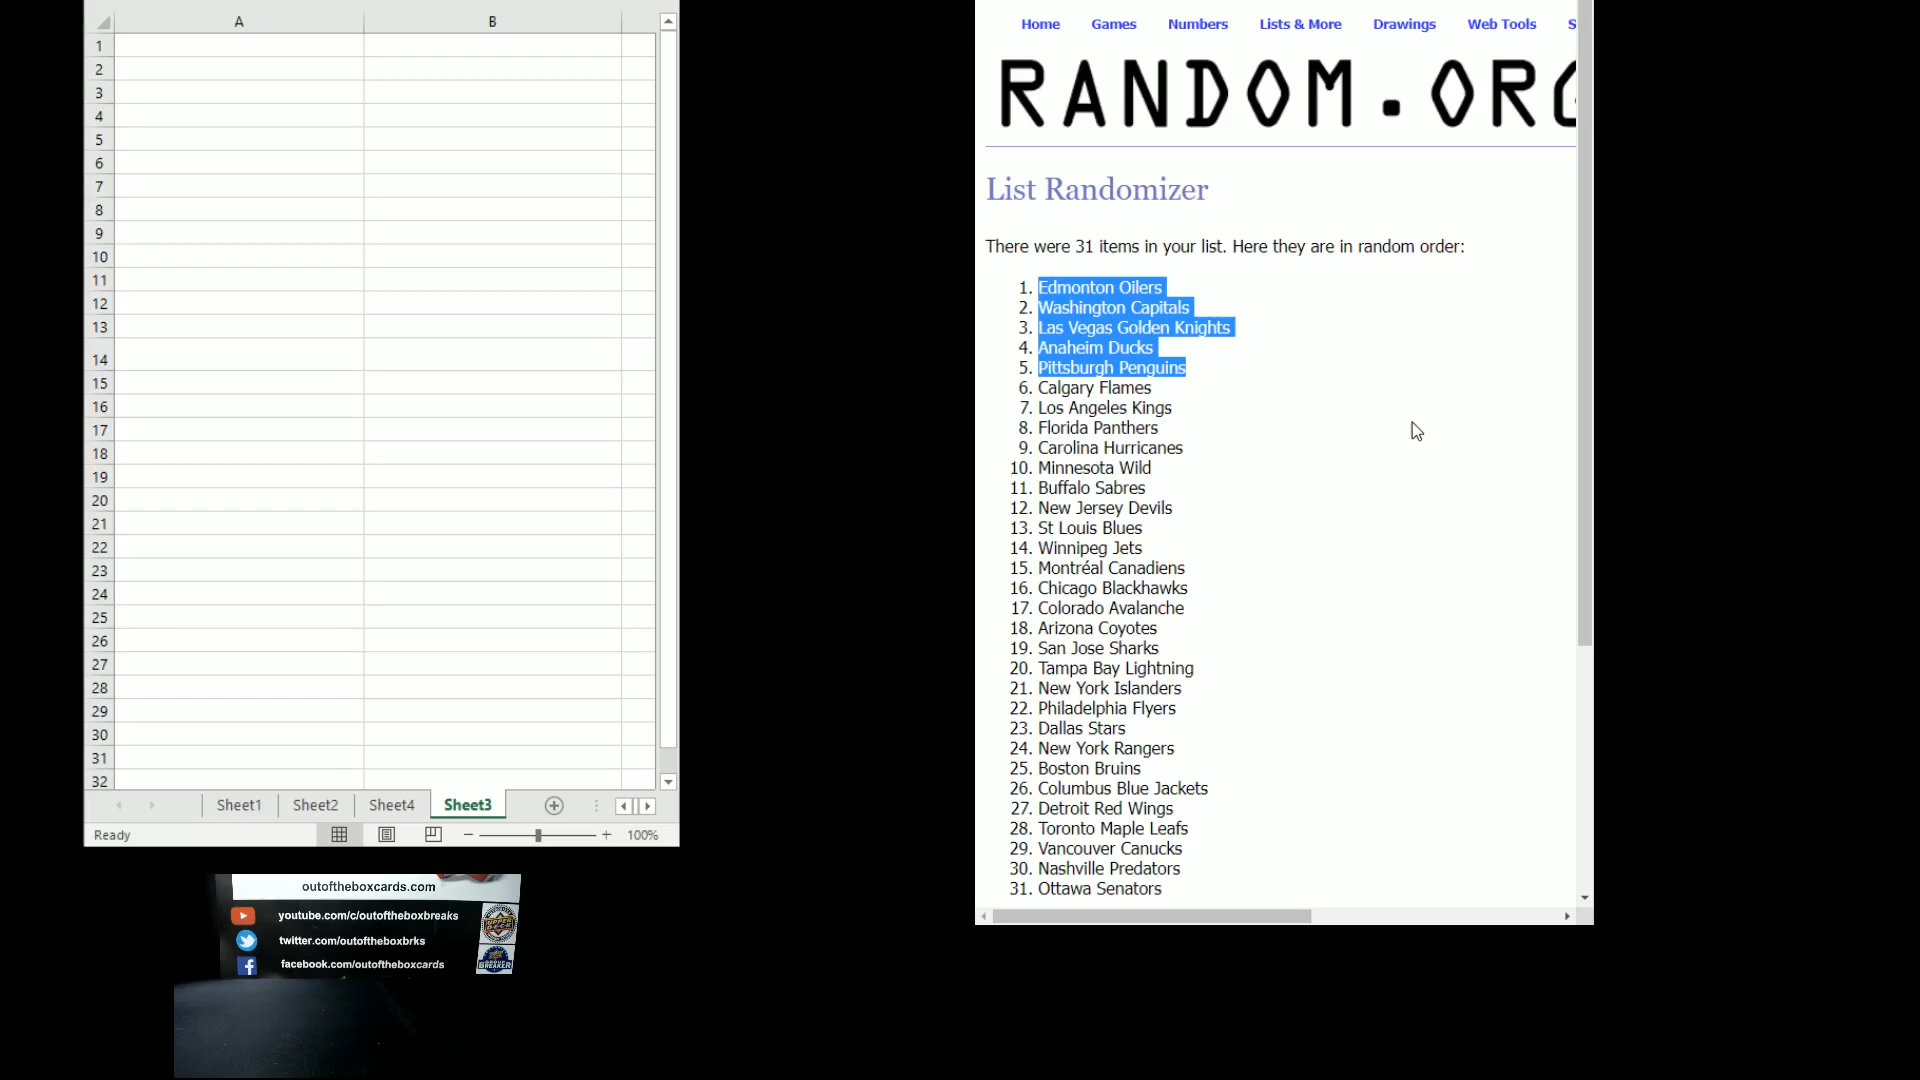 A B
1
2
3
4
5
6
7
8
9
10
11
12
13
14
15
16
17
18
19
20
21
22
23
24
25
26
27
28
29
30
31
32
Sheet1 Sheet2 Sheet4 Sheet3
Ready 100%
outoftheboxcards.com
youtube.com/c/outoftheboxbreaks
twitter.com/outoftheboxbrks
facebook.com/outoftheboxcards
Home Games Numbers Lists & More Drawings Web Tools S
RANDOM.ORG
List Randomizer
There were 31 items in your list. Here they are in random order:
1. Edmonton Oilers
2. Washington Capitals
3. Las Vegas Golden Knights
4. Anaheim Ducks
5. Pittsburgh Penguins
6. Calgary Flames
7. Los Angeles Kings
8. Florida Panthers
9. Carolina Hurricanes
10. Minnesota Wild
11. Buffalo Sabres
12. New Jersey Devils
13. St Louis Blues
14. Winnipeg Jets
15. Montréal Canadiens
16. Chicago Blackhawks
17. Colorado Avalanche
18. Arizona Coyotes
19. San Jose Sharks
20. Tampa Bay Lightning
21. New York Islanders
22. Philadelphia Flyers
23. Dallas Stars
24. New York Rangers
25. Boston Bruins
26. Columbus Blue Jackets
27. Detroit Red Wings
28. Toronto Maple Leafs
29. Vancouver Canucks
30. Nashville Predators
31. Ottawa Senators